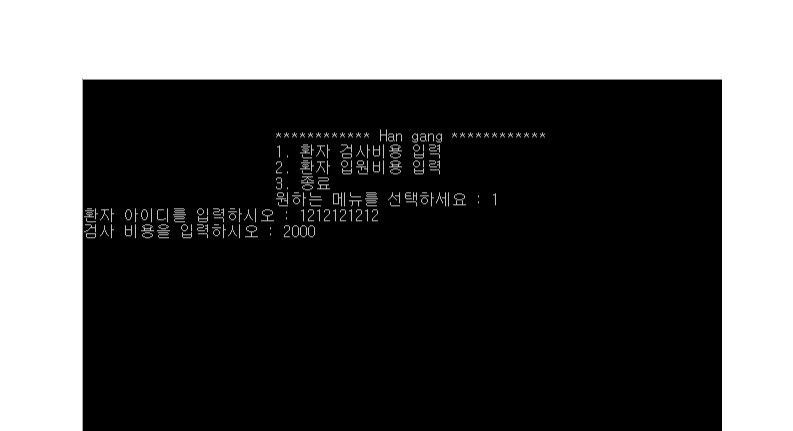 ************ Han gang ************
1. 환자 검사비용 입력
2. 환자 입원비용 입력
3. 종료
원하는 메뉴를 선택하세요 : 1
환자 아이디를 입력하시오 : 1212121212
검사 비용을 입력하시오 : 2000